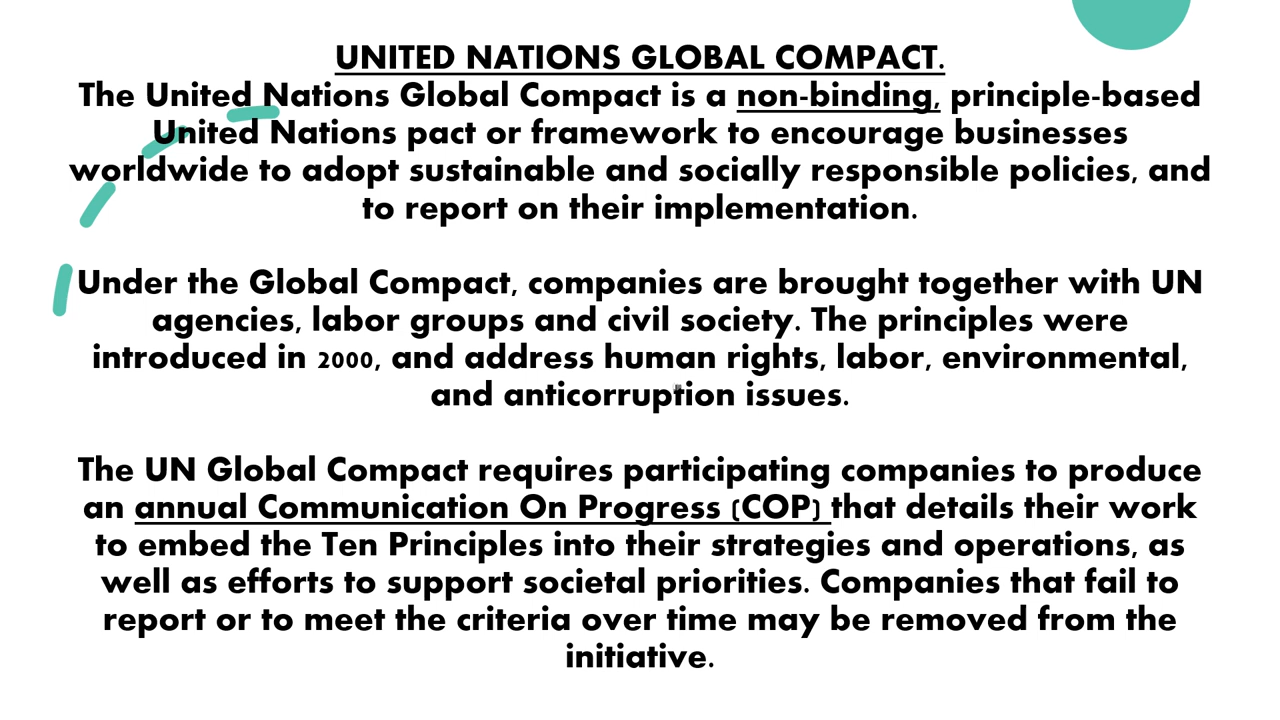 UNITED NATIONS GLOBAL COMPACT.
The United Nations Global Compact is a non-binding, principle-based
United Nations pact or framework to encourage businesses
worldwide to adopt sustainable and socially responsible policies, and
to report on their implementation.
Under the Global Compact, companies are brought together with UN
agencies, labor groups and civil society. The principles were
introduced in 2000, and address human rights, labor, environmental,
and anticorruption issues.
The UN Global Compact requires participating companies to produce
an annual Communication On Progress (COP) that details their work
to embed the Ten Principles into their strategies and operations, as
well as efforts to support societal priorities. Companies that fail to
report or to meet the criteria over time may be removed from the
initiative.